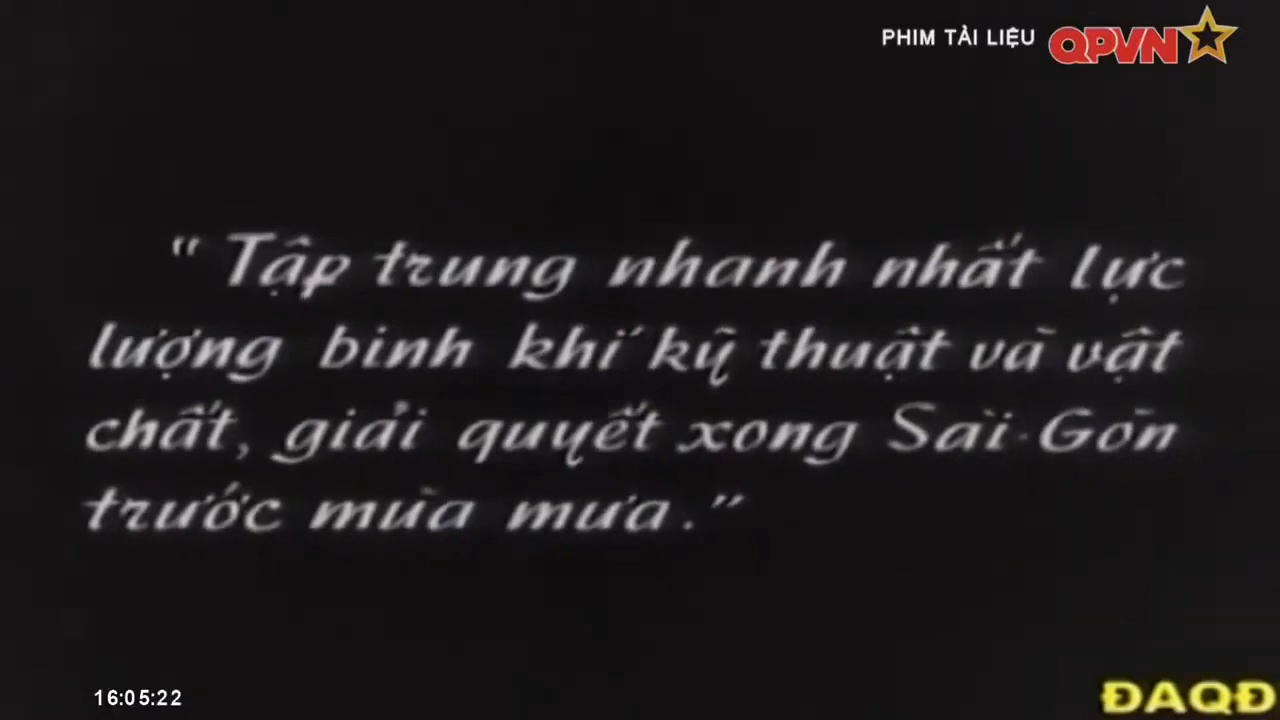 PHIM TÀI LIỆU QPVN
“Tập trung nhanh nhất lực
lượng binh khí kỹ thuật và vật
chất, giải quyết xong Sài-Gòn
trước mùa mưa.”
16:05:22
ĐAQĐ